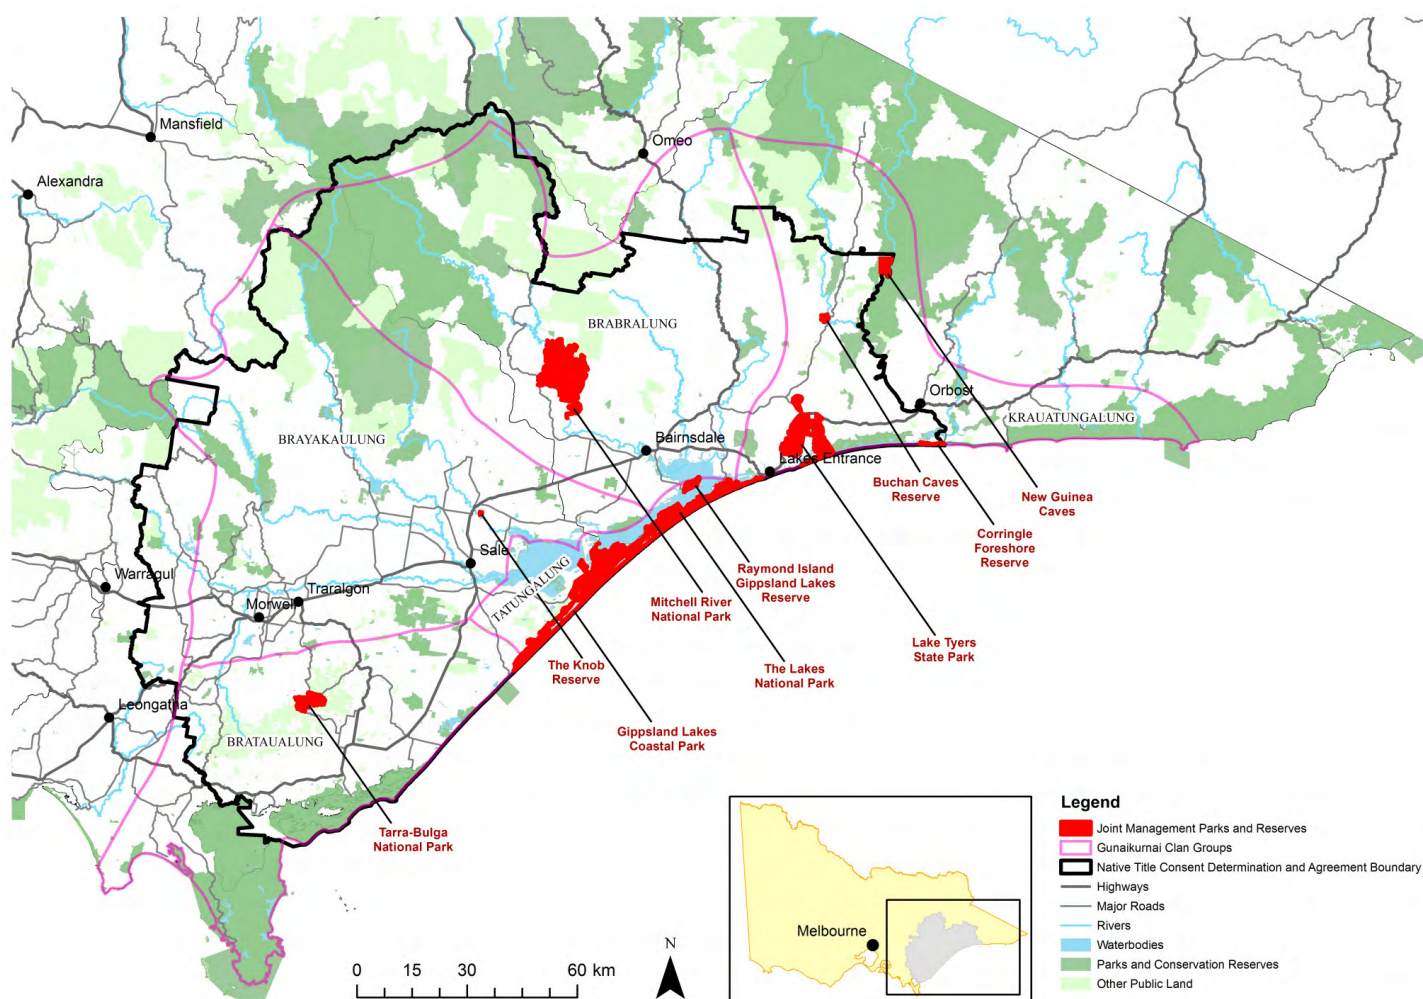 Mansfield
Omeo
Alexandra
BRABRALUNG
Orbost
KRAUATUNGALUNG
BRAYAKAULUNG
Bairnsdale
Lakes Entrance
Buchan Caves
Reserve
New Guinea
Caves
Corringle
Foreshore
Reserve
Sale
Warragul
Traralgon
Morwell
TATUNGALUNG
Raymond Island
Gippsland Lakes
Reserve
Mitchell River
National Park
Lake Tyers
State Park
The Knob
Reserve
The Lakes
National Park
Leongatha
Gippsland Lakes
Coastal Park
BRATAUALUNG
Tarra-Bulga
National Park
Melbourne
N
0 15 30 60 km
Legend
Joint Management Parks and Reserves
Gunaikurnai Clan Groups
Native Title Consent Determination and Agreement Boundary
Highways
Major Roads
Rivers
Waterbodies
Parks and Conservation Reserves
Other Public Land